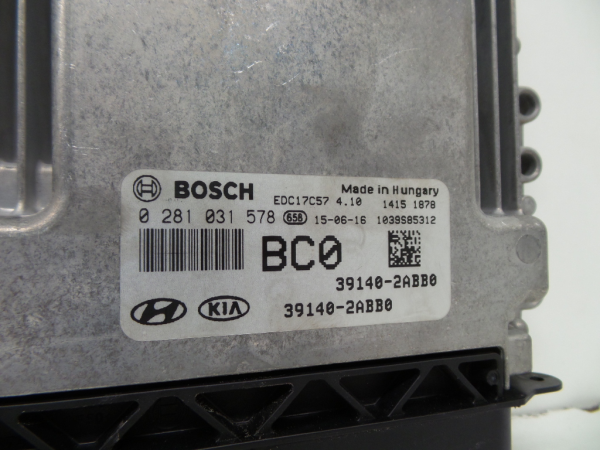 BOSCH EDC17C57 4.10 Made in Hungary 1415 1878
0 281 031 578 658 15-06-16 1039S85312
BC0
39140-2ABB0
KIA 39140-2ABB0